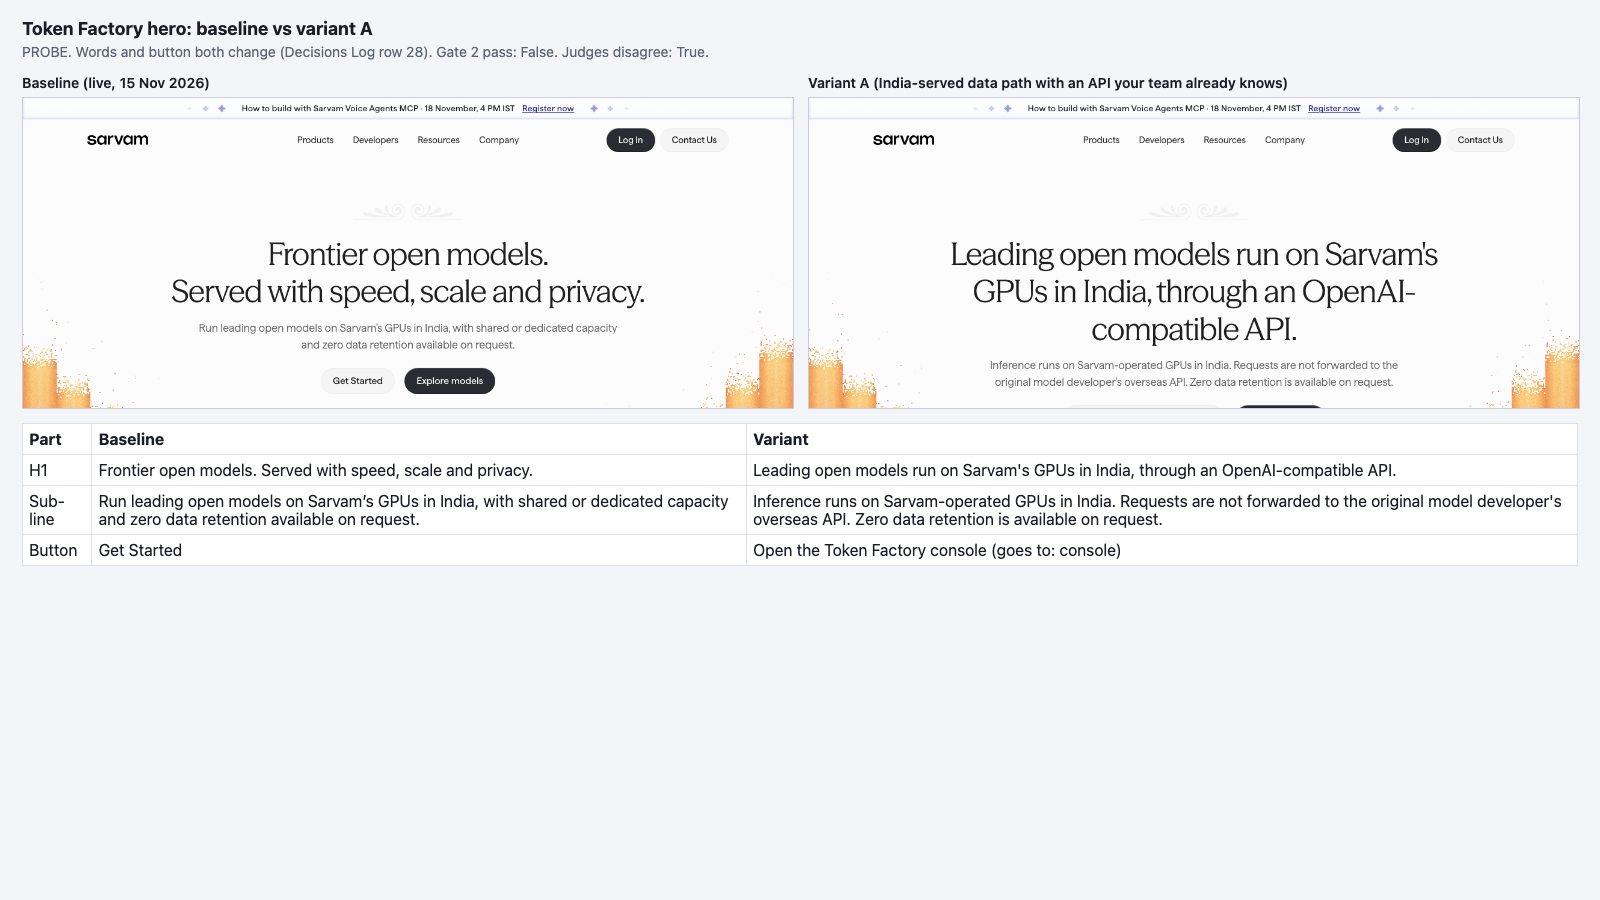 Token Factory hero: baseline vs variant A
PROBE. Words and button both change (Decisions Log row 28). Gate 2 pass: False. Judges disagree: True.
Baseline (live, 15 Nov 2026)
How to build with Sarvam Voice Agents MCP · 18 November, 4 PM IST Register now
sarvam Products Developers Resources Company Log In Contact Us
Frontier open models.
Served with speed, scale and privacy.
Run leading open models on Sarvam's GPUs in India, with shared or dedicated capacity
and zero data retention available on request.
Get Started Explore models
Variant A (India-served data path with an API your team already knows)
How to build with Sarvam Voice Agents MCP · 18 November, 4 PM IST Register now
sarvam Products Developers Resources Company Log In Contact Us
Leading open models run on Sarvam's
GPUs in India, through an OpenAI-
compatible API.
Inference runs on Sarvam-operated GPUs in India. Requests are not forwarded to the
original model developer's overseas API. Zero data retention is available on request.
Part Baseline Variant
H1 Frontier open models. Served with speed, scale and privacy. Leading open models run on Sarvam's GPUs in India, through an OpenAI-compatible API.
Sub-
line
Run leading open models on Sarvam’s GPUs in India, with shared or dedicated capacity
and zero data retention available on request.
Inference runs on Sarvam-operated GPUs in India. Requests are not forwarded to the original model developer's
overseas API. Zero data retention is available on request.
Button Get Started Open the Token Factory console (goes to: console)